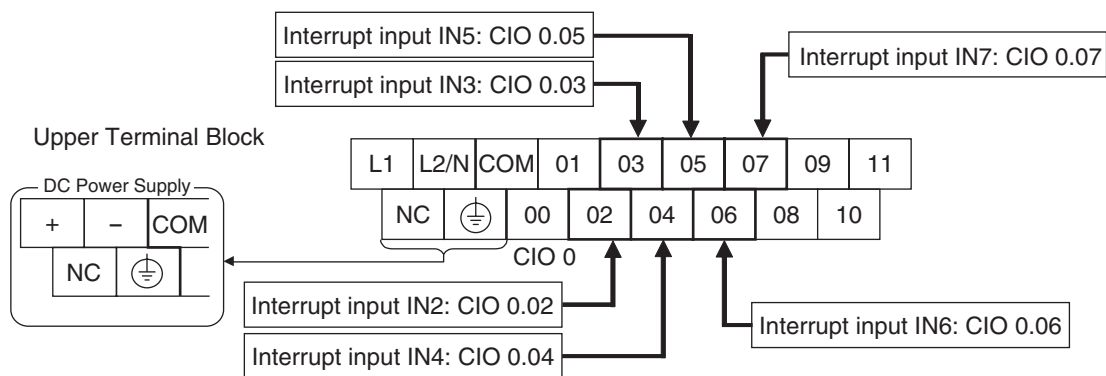 Interrupt input IN5: CIO 0.05
Interrupt input IN3: CIO 0.03
Interrupt input IN7: CIO 0.07
Upper Terminal Block
L1 L2/N COM 01 03 05 07 09 11
NC 00 02 04 06 08 10
CIO 0
DC Power Supply
+ − COM
NC
Interrupt input IN2: CIO 0.02
Interrupt input IN4: CIO 0.04
Interrupt input IN6: CIO 0.06